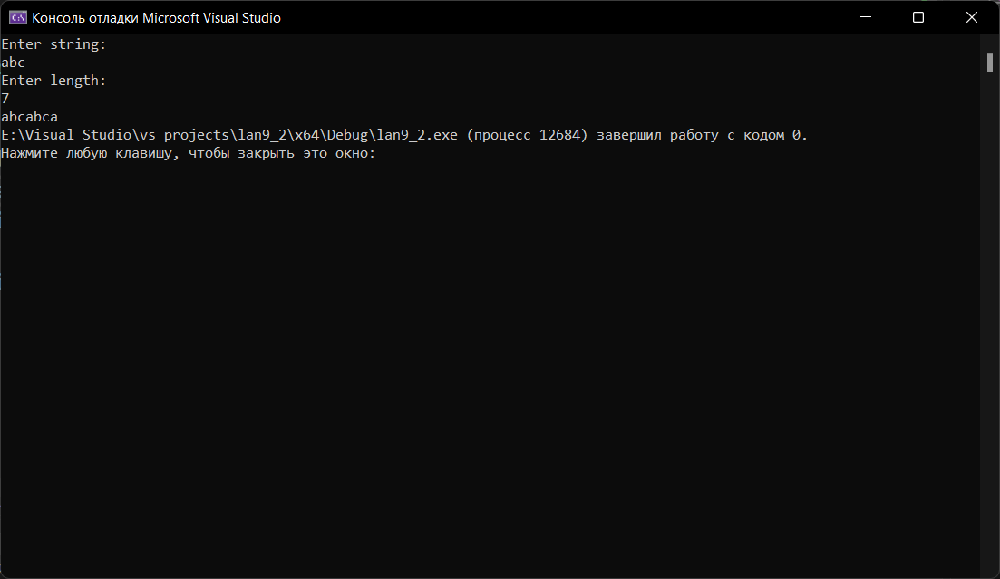 Консоль отладки Microsoft Visual Studio
Enter string:
abc
Enter length:
7
abcabca
E:\Visual Studio\vs projects\lan9_2\x64\Debug\lan9_2.exe (процесс 12684) завершил работу с кодом 0.
Нажмите любую клавишу, чтобы закрыть это окно: